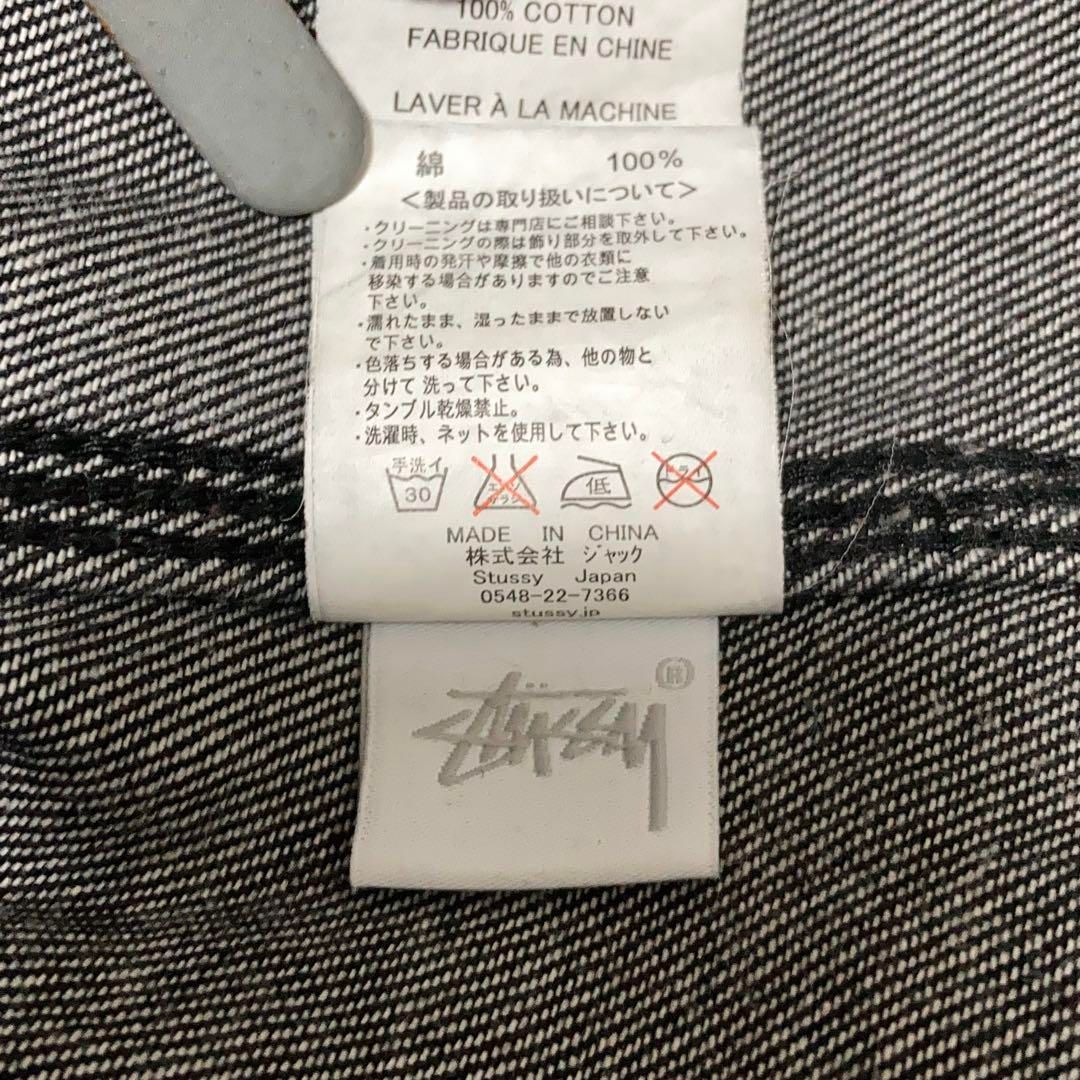 100% COTTON
FABRIQUE EN CHINE
LAVER À LA MACHINE
綿 100%
<製品の取り扱いについて>
・クリーニングは専門店にご相談下さい。
・クリーニングの際は飾り部分を取外して下さい。
・着用時の発汗や摩擦で他の衣類に
移染する場合がありますのでご注意
下さい。
・濡れたまま、湿ったままで放置しない
で下さい。
・色落ちする場合がある為、他の物と
分けて 洗って下さい。
・タンブル乾燥禁止。
・洗濯時、ネットを使用して下さい。
手洗イ
30
エンソ
サラシ
低
ドライ
MADE IN CHINA
株式会社 ジャック
Stussy Japan
0548-22-7366
stussy.jp
STÜSSY ®